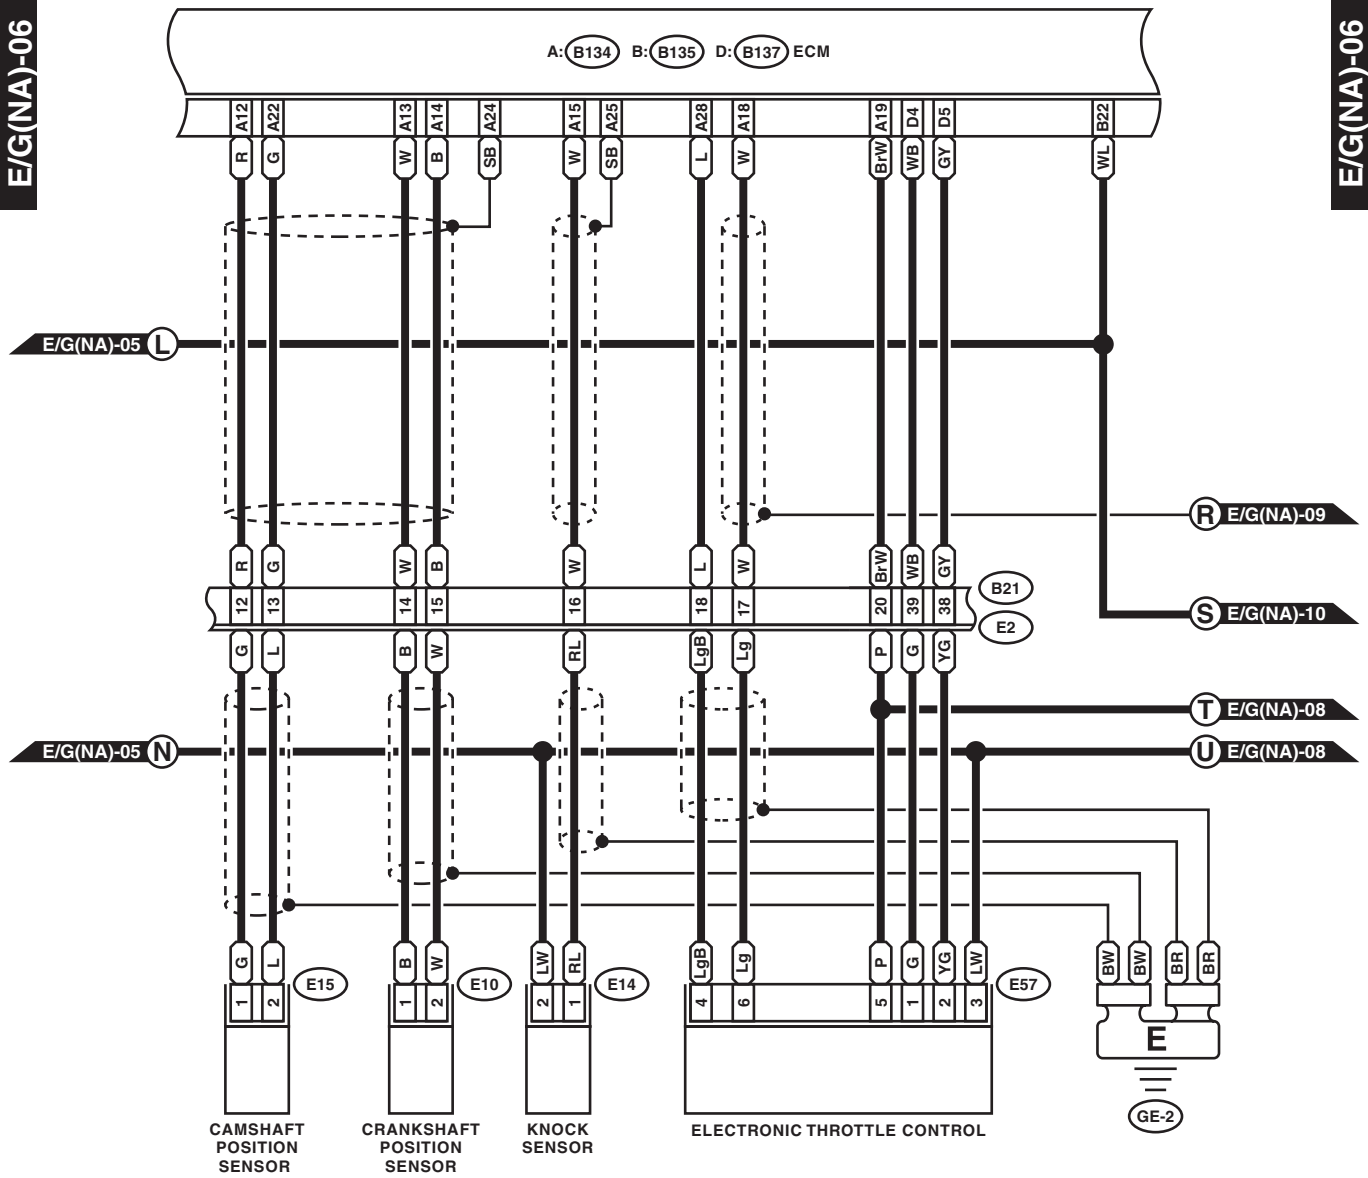 E/G(NA)-06
E/G(NA)-06
A: B134 B: B135 D: B137 ECM
A12 A22 A13 A14 A24 A15 A25 A28 A18 A19 D4 D5 B22
R G W B SB W SB L W BrW WB GY WL
E/G(NA)-05 L
R E/G(NA)-09
R G W B W L W BrW WB GY
B21
12 13 14 15 16 18 17 20 39 38
E2
S E/G(NA)-10
G L B W RL LgB Lg P G YG
T E/G(NA)-08
E/G(NA)-05 N
U E/G(NA)-08
G L B W LW RL LgB Lg P G YG LW BW BW BR BR
E15 E10 E14 E57
1 2 1 2 2 1 4 6 5 1 2 3
E
GE-2
CAMSHAFT
POSITION
SENSOR
CRANKSHAFT
POSITION
SENSOR
KNOCK
SENSOR
ELECTRONIC THROTTLE CONTROL